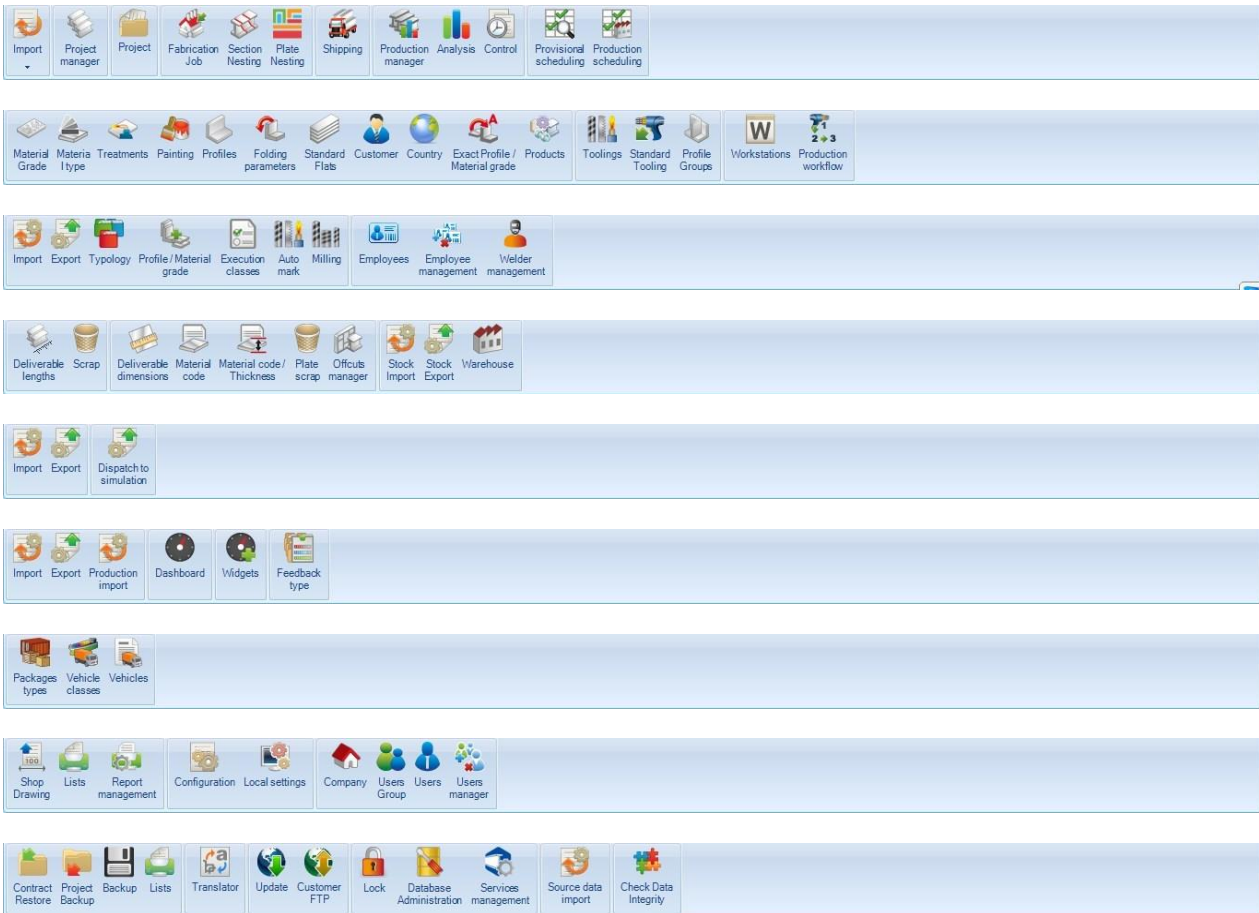 Import Project manager Project Fabrication Job Section Nesting Plate Nesting Shipping Production manager Analysis Control Provisional scheduling Production scheduling
Material Grade Materia l type Treatments Painting Profiles Folding parameters Standard Flats Customer Country Exact Profile / Material grade Products Toolings Standard Tooling Profile Groups W Workstations 1 2 3 Production workflow
Import Export Typology Profile / Material grade Execution classes Auto mark Milling Employees Employee management Welder management
Deliverable lengths Scrap Deliverable dimensions Material code Material code / Thickness Plate scrap Offcuts manager Stock Import Stock Export Warehouse
Import Export Dispatch to simulation
Import Export Production import Dashboard Widgets Feedback type
Packages types Vehicle classes Vehicles
100 Shop Drawing Lists Report management Configuration Local settings Company Users Group Users Users manager
Contract Restore Project Backup Backup Lists Translator Update Customer FTP Lock Database Administration Services management Source data import Check Data Integrity